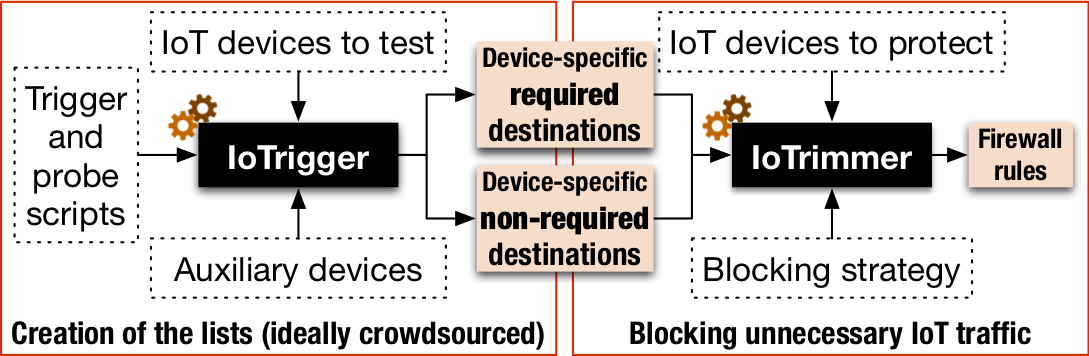 IoT devices to test
Trigger
and
probe
scripts
IoTrigger
Auxiliary devices
Device-specific
required
destinations
Device-specific
non-required
destinations
Creation of the lists (ideally crowdsourced)
IoT devices to protect
IoTrimmer
Firewall
rules
Blocking strategy
Blocking unnecessary IoT traffic